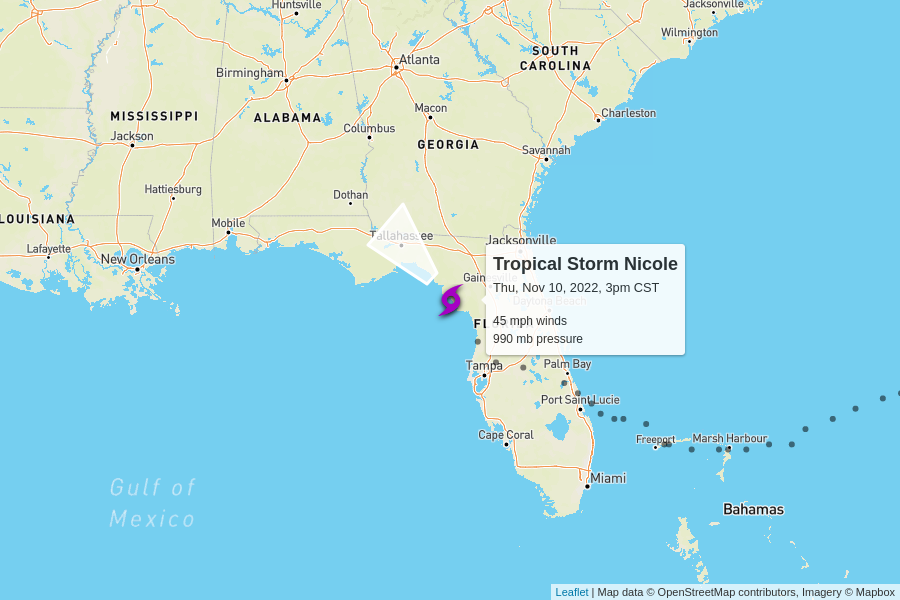 Huntsville
Jacksonville
Wilmington
SOUTH
CAROLINA
Atlanta
Birmingham
Macon
MISSISSIPPI
ALABAMA
Charleston
Columbus
Jackson
GEORGIA
Savannah
Hattiesburg
Dothan
LOUISIANA
Mobile
Tallahassee
Jacksonville
Lafayette
New Orleans
Gainesville
Tropical Storm Nicole
Thu, Nov 10, 2022, 3pm CST
Daytona Beach
45 mph winds
990 mb pressure
Tampa
Palm Bay
Port Saint Lucie
Cape Coral
Freeport
Marsh Harbour
Miami
Gulf of
Mexico
Bahamas
Leaflet | Map data © OpenStreetMap contributors, Imagery © Mapbox